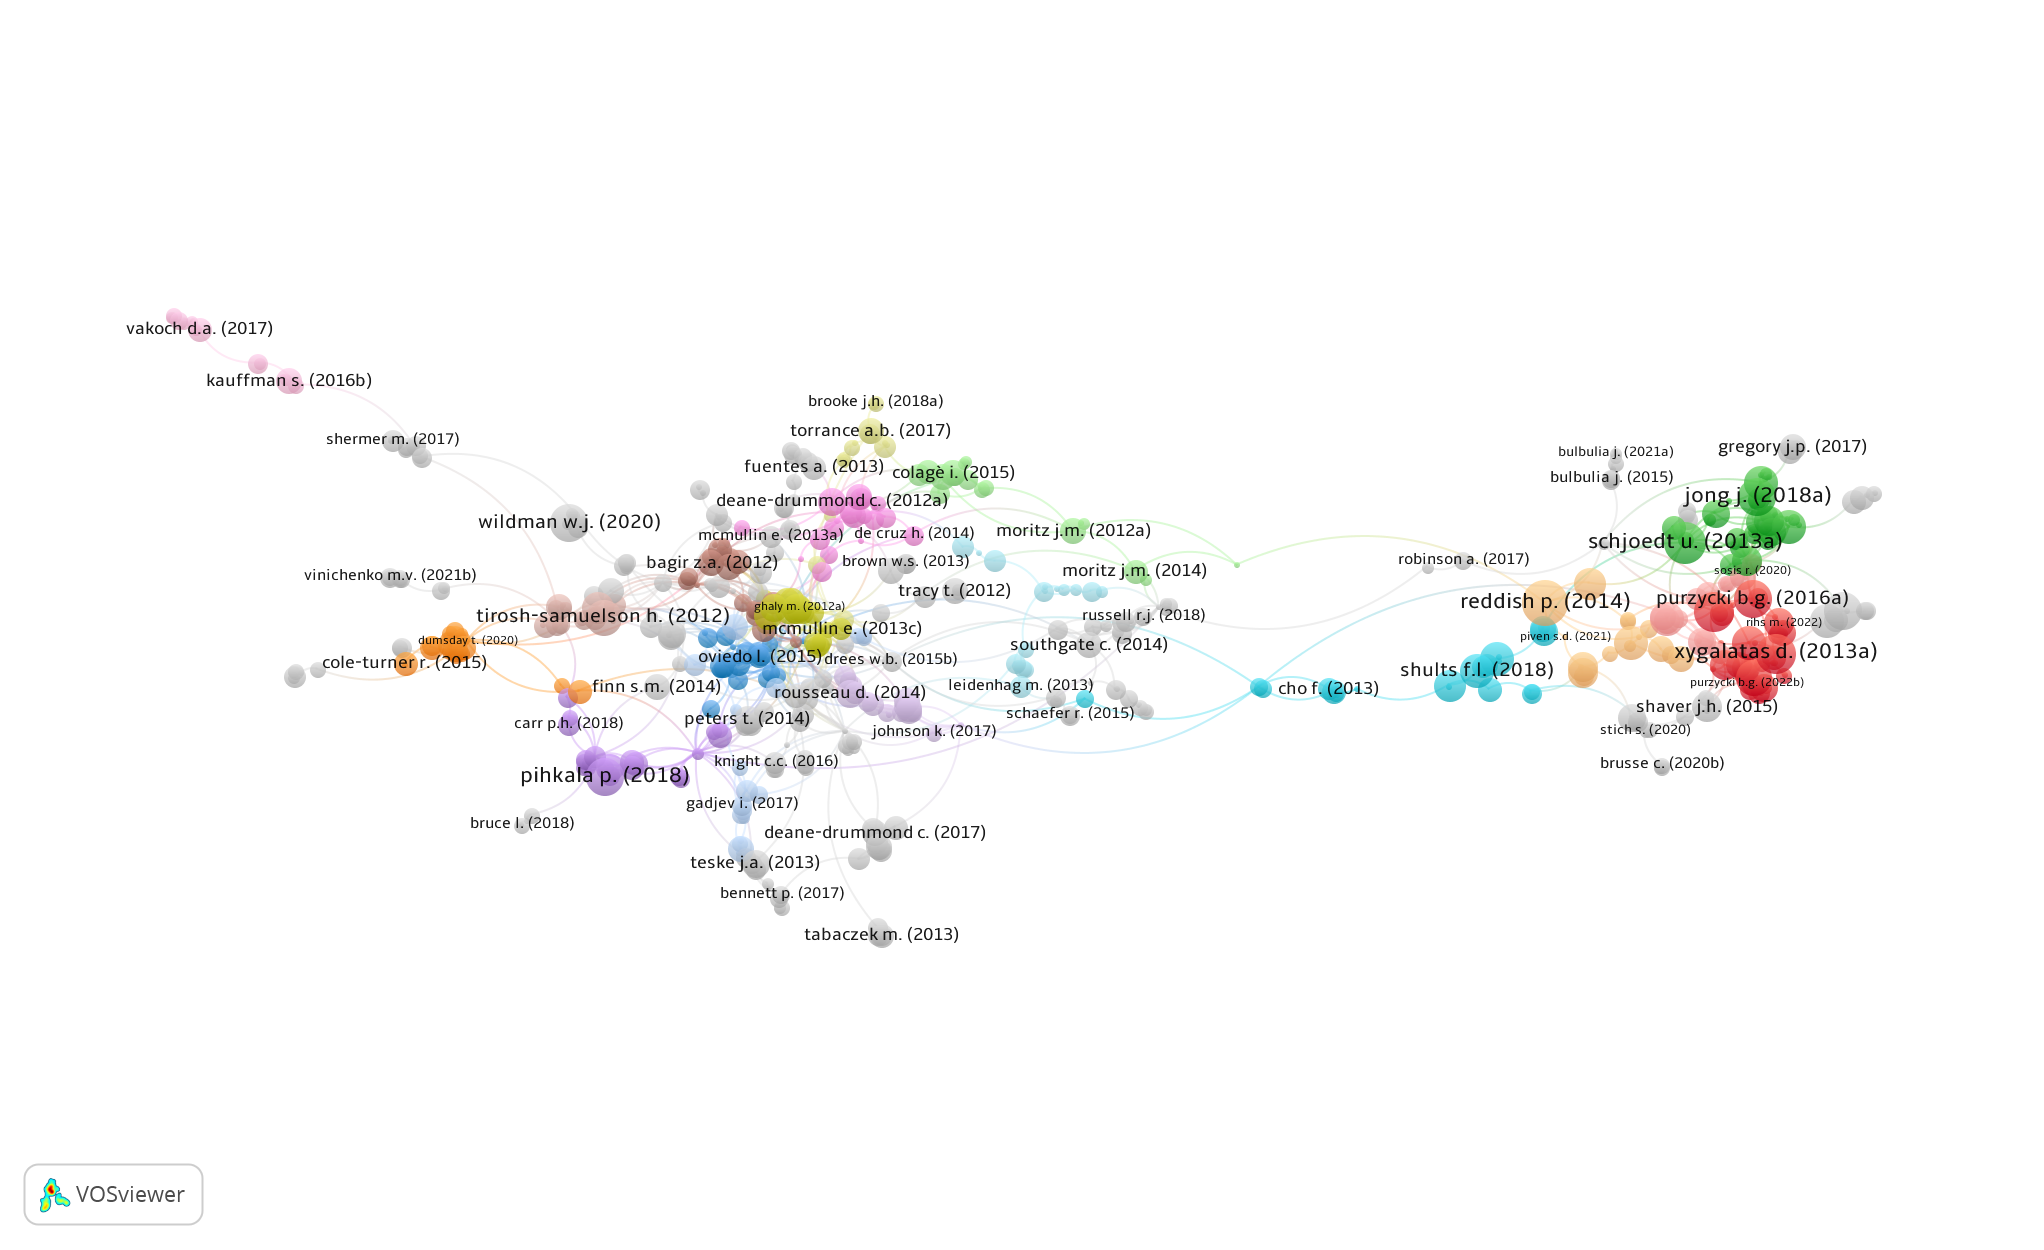 vakoch d.a. (2017)
kauffman s. (2016b)
shermer m. (2017)
brooke j.h. (2018a)
torrance a.b. (2017)
fuentes a. (2013)
colagè i. (2015)
deane-drummond c. (2012a)
wildman w.j. (2020)
mcmullin e. (2013a)
de cruz h. (2014)
moritz j.m. (2012a)
bagir z.a. (2012)
brown w.s. (2013)
moritz j.m. (2014)
vinichenko m.v. (2021b)
tracy t. (2012)
ghaly m. (2012a)
tirosh-samuelson h. (2012)
russell r.j. (2018)
mcmullin e. (2013c)
dumsday t. (2020)
southgate c. (2014)
cole-turner r. (2015)
oviedo l. (2015)
drees w.b. (2015b)
finn s.m. (2014)
rousseau d. (2014)
leidenhag m. (2013)
cho f. (2013)
carr p.h. (2018)
peters t. (2014)
schaefer r. (2015)
johnson k. (2017)
knight c.c. (2016)
pihkala p. (2018)
gadjev i. (2017)
bruce l. (2018)
deane-drummond c. (2017)
teske j.a. (2013)
bennett p. (2017)
tabaczek m. (2013)
bulbulia j. (2021a)
gregory j.p. (2017)
bulbulia j. (2015)
jong j. (2018a)
schjoedt u. (2013a)
robinson a. (2017)
sosis r. (2020)
reddish p. (2014)
purzycki b.g. (2016a)
rihs m. (2022)
piven s.d. (2021)
xygalatas d. (2013a)
shults f.l. (2018)
purzycki b.g. (2022b)
shaver j.h. (2015)
stich s. (2020)
brusse c. (2020b)
VOSviewer